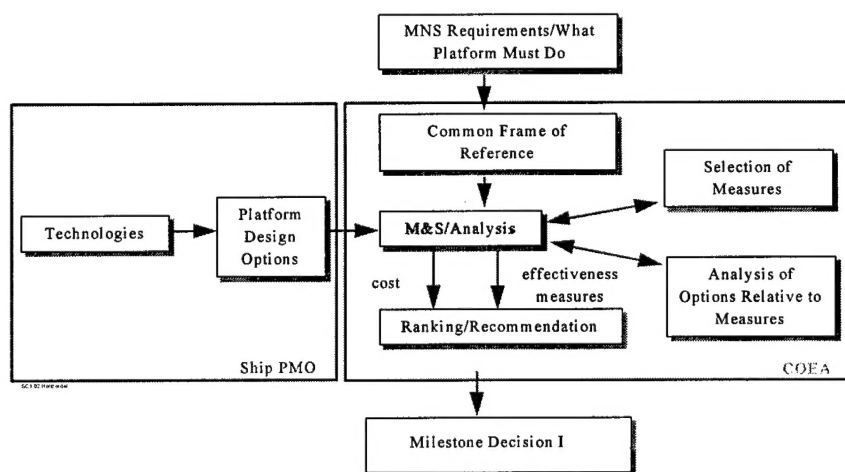 MNS Requirements/What
Platform Must Do
Common Frame of
Reference
Selection of
Measures
Technologies
Platform
Design
Options
M&S/Analysis
cost
effectiveness
measures
Analysis of
Options Relative to
Measures
Ranking/Recommendation
Ship PMO
COEA
Milestone Decision I